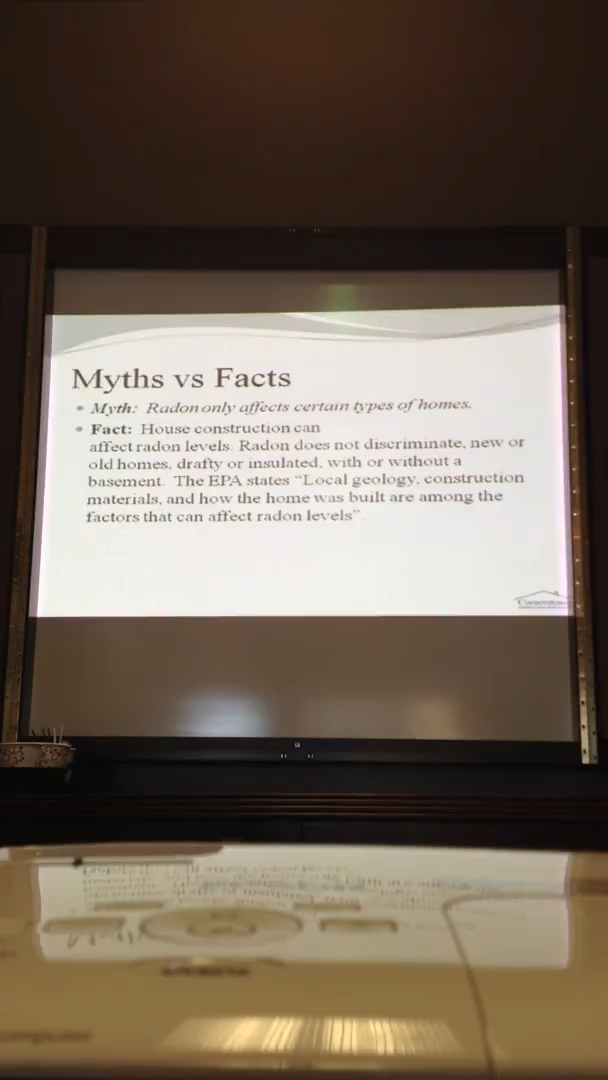 Myths vs Facts
Myth: Radon only affects certain types of homes.
Fact: House construction can
affect radon levels. Radon does not discriminate, new or
old homes, drafty or insulated, with or without a
basement. The EPA states “Local geology, construction
materials, and how the home was built are among the
factors that can affect radon levels”.
Cornerstone
computer